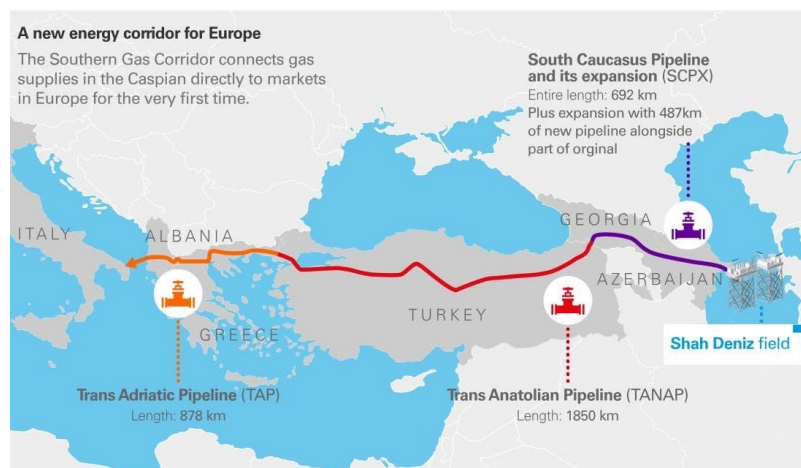 A new energy corridor for Europe
The Southern Gas Corridor connects gas
supplies in the Caspian directly to markets
in Europe for the very first time.
South Caucasus Pipeline
and its expansion (SCPX)
Entire length: 692 km
Plus expansion with 487km
of new pipeline alongside
part of orginal
ITALY
ALBANIA
GEORGIA
AZERBAIJAN
TURKEY
GREECE
Shah Deniz field
Trans Adriatic Pipeline (TAP)
Length: 878 km
Trans Anatolian Pipeline (TANAP)
Length: 1850 km